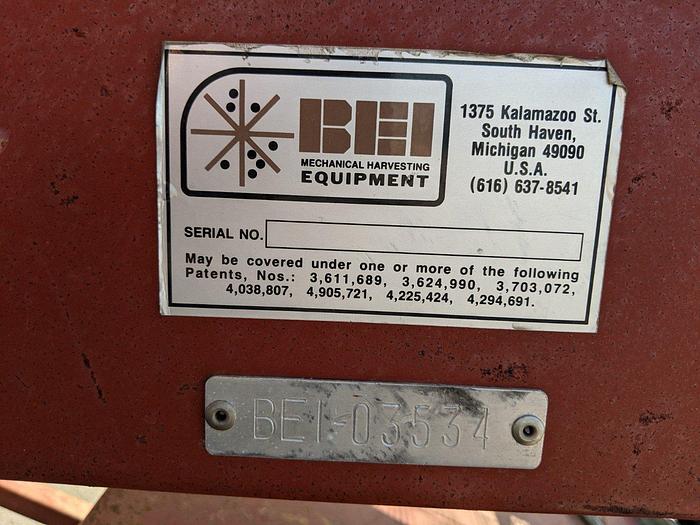 BEI
MECHANICAL HARVESTING
EQUIPMENT
1375 Kalamazoo St.
South Haven,
Michigan 49090
U.S.A.
(616) 637-8541
SERIAL NO.
May be covered under one or more of the following
Patents, Nos.: 3,611,689, 3,624,990, 3,703,072,
4,038,807, 4,905,721, 4,225,424, 4,294,691.
BEI-03534